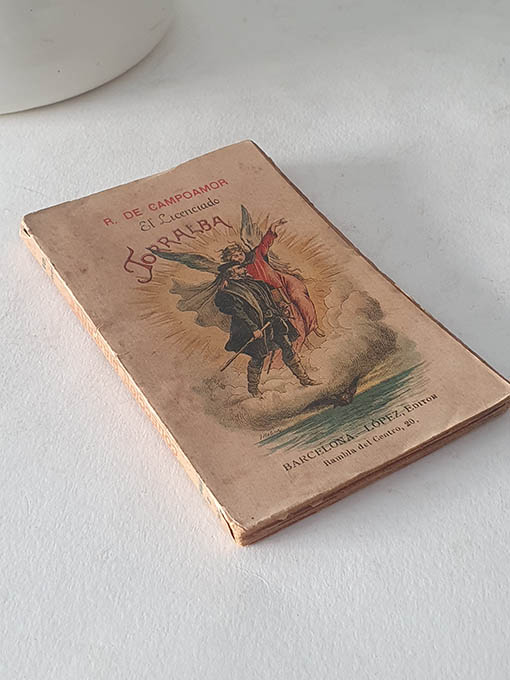 R. DE CAMPOAMOR
El Licenciado
TORRALBA
BARCELONA.—LÓPEZ, EDITOR
Rambla del Centro, 20.